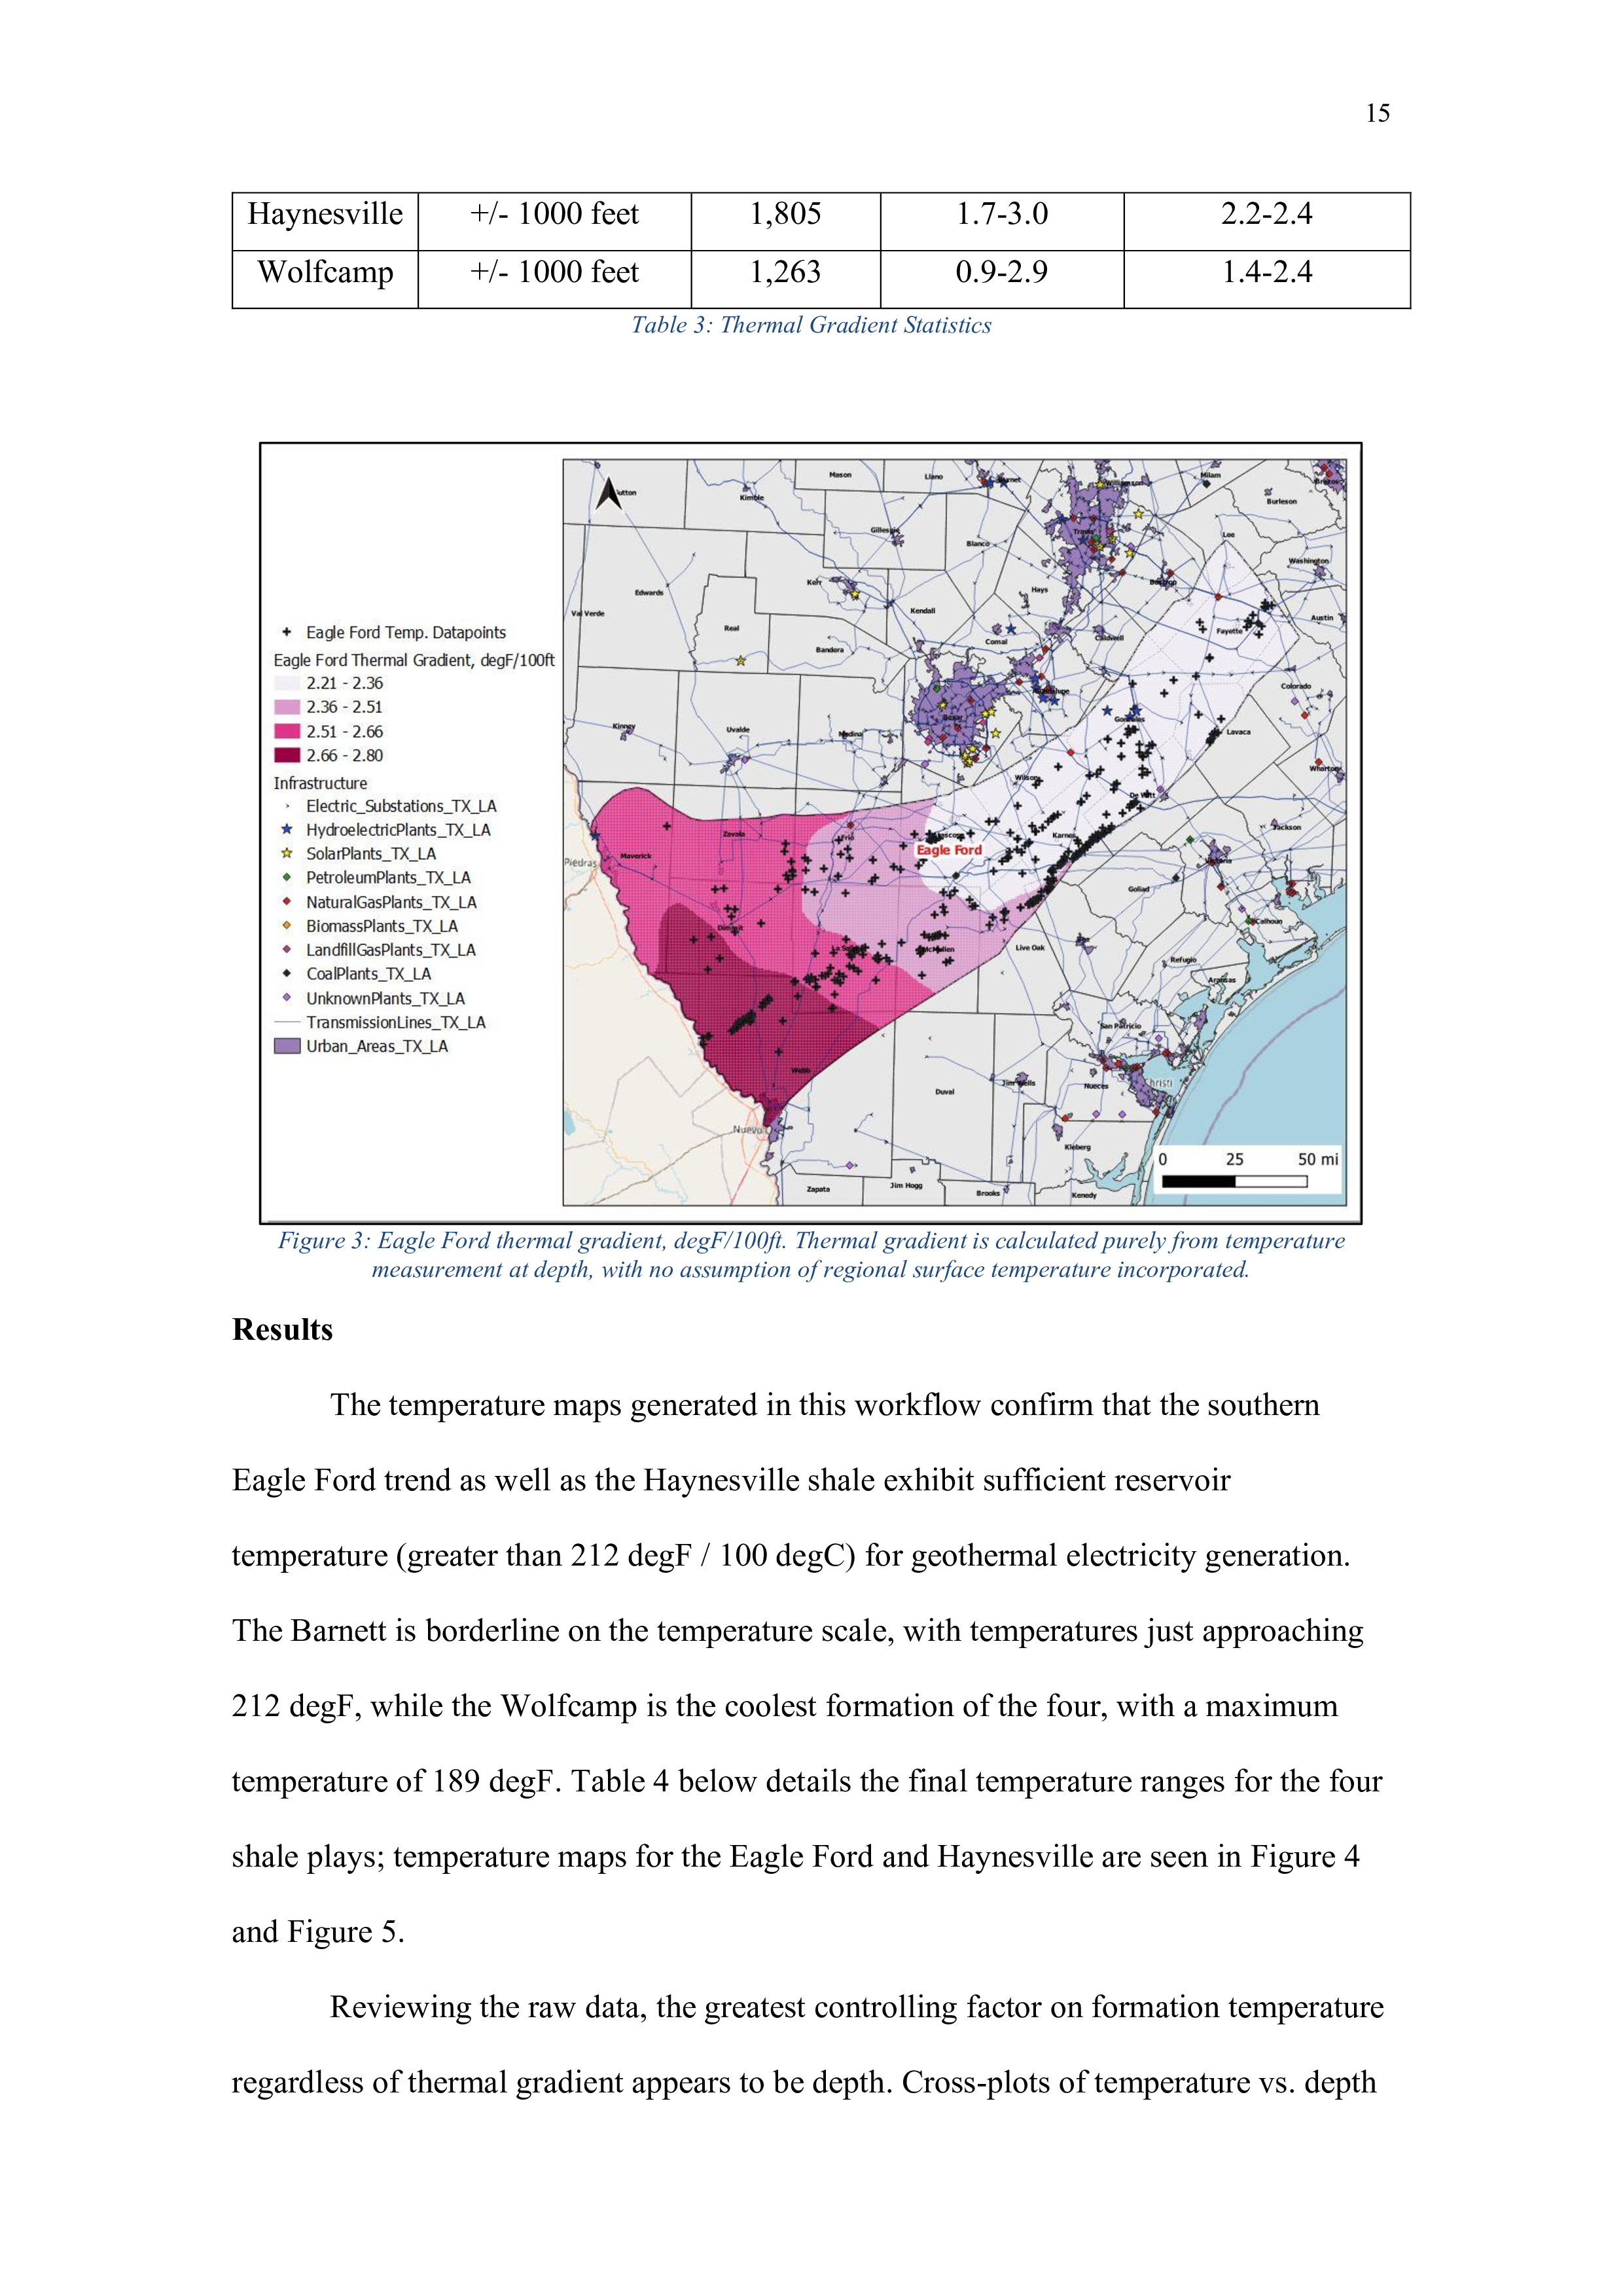 15
Haynesville +/- 1000 feet 1,805 1.7-3.0 2.2-2.4
Wolfcamp +/- 1000 feet 1,263 0.9-2.9 1.4-2.4
Table 3: Thermal Gradient Statistics
Eagle Ford Temp. Datapoints
Eagle Ford Thermal Gradient, degF/100ft
2.21 - 2.36
2.36 - 2.51
2.51 - 2.66
2.66 - 2.80
Infrastructure
Electric_Substations_TX_LA
HydroelectricPlants_TX_LA
SolarPlants_TX_LA
PetroleumPlants_TX_LA
NaturalGasPlants_TX_LA
BiomassPlants_TX_LA
LandfillGasPlants_TX_LA
CoalPlants_TX_LA
UnknownPlants_TX_LA
TransmissionLines_TX_LA
Urban_Areas_TX_LA
Mason
Llano
Milam
Kimble
Burleson
Gillespie
Blanco
Travis
Lee
Washington
Edwards
Kerr
Hays
Val Verde
Kendall
Caldwell
Fayette
Austin
Real
Bandera
Comal
Colorado
Kinney
Uvalde
Medina
Bexar
Gonzales
Lavaca
Wilson
Wharton
De Witt
Zavala
Frio
Karnes
Jackson
Eagle Ford
Piedras
Maverick
Goliad
Calhoun
Dimmit
La Salle
McMullen
Live Oak
Refugio
Aransas
San Patricio
Webb
Duval
Jim Wells
Nueces
Christi
Nuevo
Kleberg
0 25 50 mi
Zapata
Jim Hogg
Brooks
Kenedy
Figure 3: Eagle Ford thermal gradient, degF/100ft. Thermal gradient is calculated purely from temperature
measurement at depth, with no assumption of regional surface temperature incorporated.
Results
The temperature maps generated in this workflow confirm that the southern
Eagle Ford trend as well as the Haynesville shale exhibit sufficient reservoir
temperature (greater than 212 degF / 100 degC) for geothermal electricity generation.
The Barnett is borderline on the temperature scale, with temperatures just approaching
212 degF, while the Wolfcamp is the coolest formation of the four, with a maximum
temperature of 189 degF. Table 4 below details the final temperature ranges for the four
shale plays; temperature maps for the Eagle Ford and Haynesville are seen in Figure 4
and Figure 5.
Reviewing the raw data, the greatest controlling factor on formation temperature
regardless of thermal gradient appears to be depth. Cross-plots of temperature vs. depth